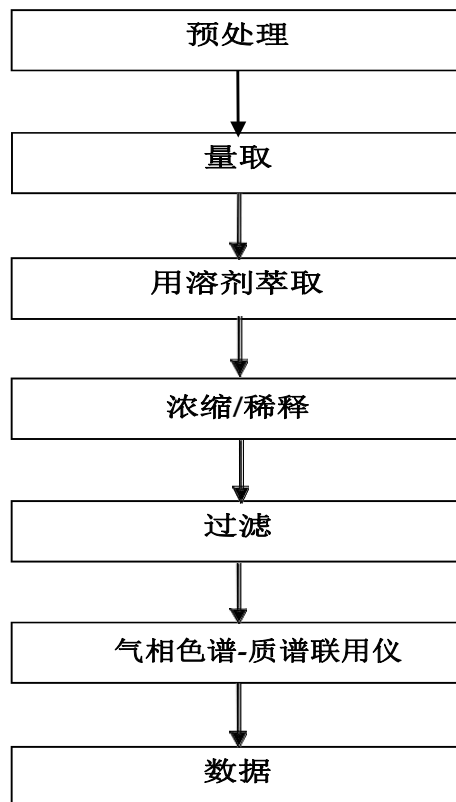 预处理
量取
用溶剂萃取
浓缩/稀释
过滤
气相色谱-质谱联用仪
数据